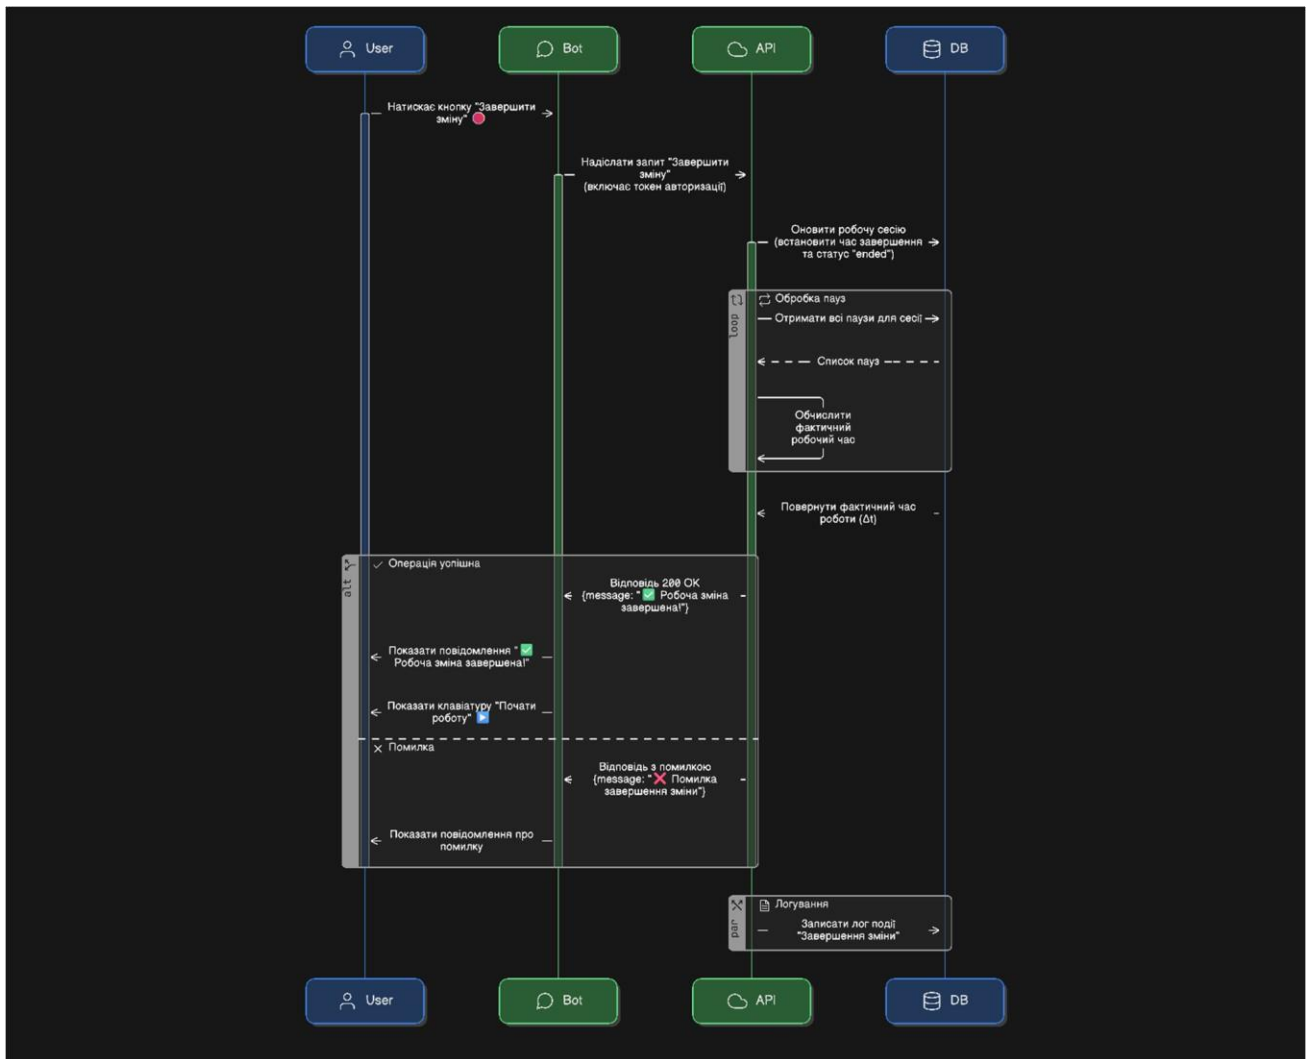 User
Bot
API
DB
Натискає кнопку "Завершити
зміну" 🔴
Надіслати запит "Завершити
зміну"
(включає токен авторизації)
Оновити робочу сесію
(встановити час завершення
та статус "ended")
loop
Обробка пауз
Отримати всі паузи для сесії
Список пауз
Обчислити
фактичний
робочий час
Повернути фактичний час
роботи (Δt)
alt
Операція успішна
Відповідь 200 OK
{message: "✅ Робоча зміна
завершена!"}
Показати повідомлення "✅
Робоча зміна завершена!"
Показати клавіатуру "Почати
роботу" ▶️
Помилка
Відповідь з помилкою
{message: "❌ Помилка
завершення зміни"}
Показати повідомлення про
помилку
par
Логування
Записати лог події
"Завершення зміни"
User
Bot
API
DB